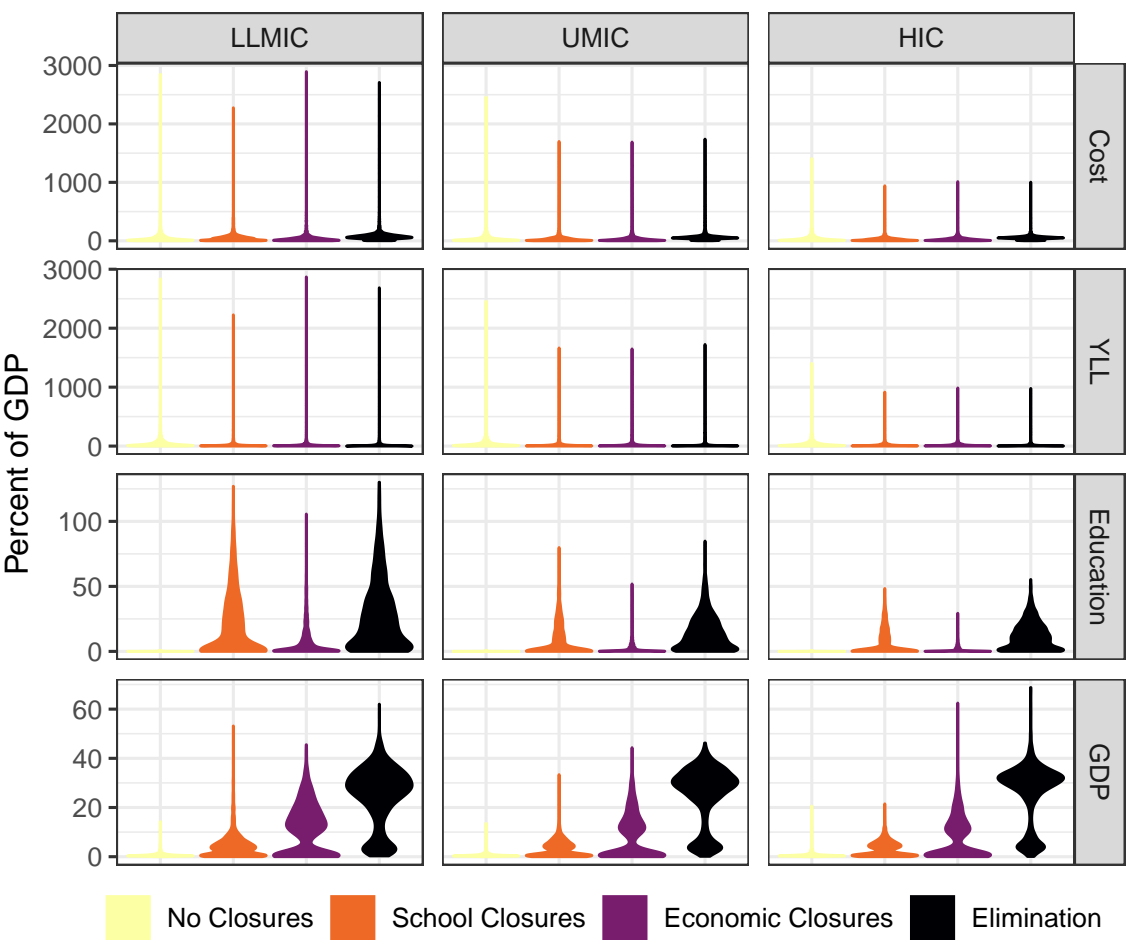 LLMIC UMIC HIC
3000
2000
1000
0
Cost
3000
2000
1000
0
YLL
100
50
0
Education
60
40
20
0
GDP
Percent of GDP
No Closures School Closures Economic Closures Elimination